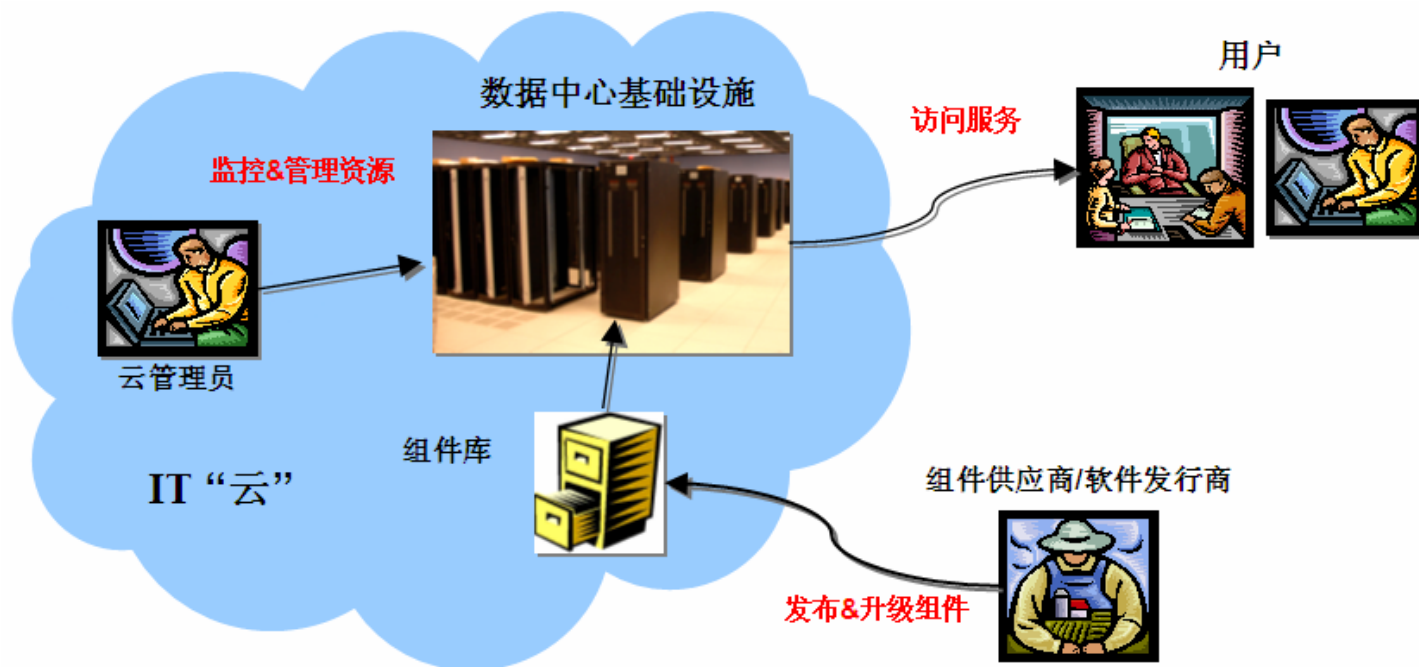 用户
数据中心基础设施
访问服务
监控&管理资源
云管理员
组件库
IT “云”
组件供应商/软件发行商
发布&升级组件